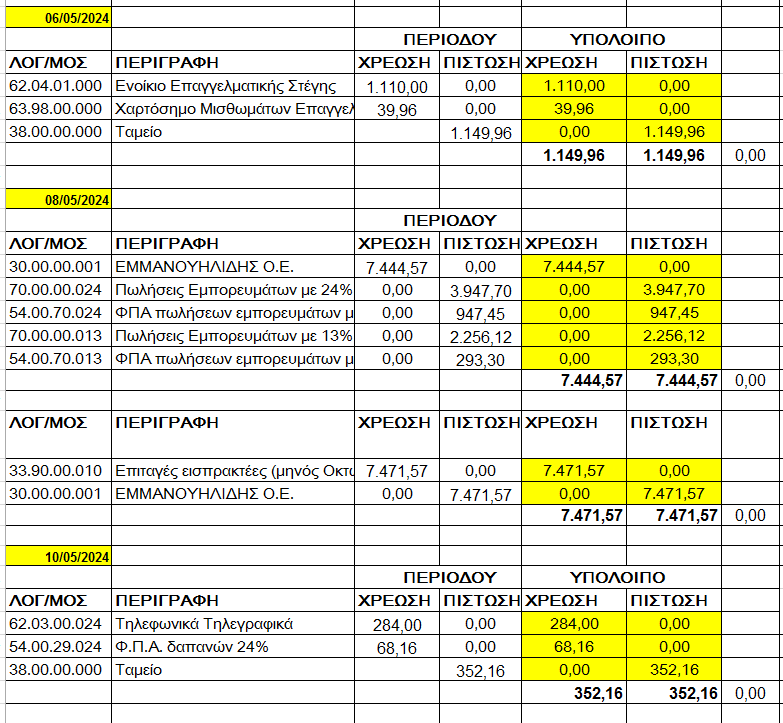 06/05/2024
ΠΕΡΙΟΔΟΥ ΥΠΟΛΟΙΠΟ
ΛΟΓ/ΜΟΣ ΠΕΡΙΓΡΑΦΗ ΧΡΕΩΣΗ ΠΙΣΤΩΣΗ ΧΡΕΩΣΗ ΠΙΣΤΩΣΗ
62.04.01.000 Ενοίκιο Επαγγελματικής Στέγης 1.110,00 0,00 1.110,00 0,00
63.98.00.000 Χαρτόσημο Μισθωμάτων Επαγγελ 39,96 0,00 39,96 0,00
38.00.00.000 Ταμείο 1.149,96 0,00 1.149,96
1.149,96 1.149,96 0,00
08/05/2024
ΠΕΡΙΟΔΟΥ
ΛΟΓ/ΜΟΣ ΠΕΡΙΓΡΑΦΗ ΧΡΕΩΣΗ ΠΙΣΤΩΣΗ ΧΡΕΩΣΗ ΠΙΣΤΩΣΗ
30.00.00.001 ΕΜΜΑΝΟΥΗΛΙΔΗΣ Ο.Ε. 7.444,57 0,00 7.444,57 0,00
70.00.00.024 Πωλήσεις Εμπορευμάτων με 24% 0,00 3.947,70 0,00 3.947,70
54.00.70.024 ΦΠΑ πωλήσεων εμπορευμάτων μ 0,00 947,45 0,00 947,45
70.00.00.013 Πωλήσεις Εμπορευμάτων με 13% 0,00 2.256,12 0,00 2.256,12
54.00.70.013 ΦΠΑ πωλήσεων εμπορευμάτων μ 0,00 293,30 0,00 293,30
7.444,57 7.444,57 0,00
ΛΟΓ/ΜΟΣ ΠΕΡΙΓΡΑΦΗ ΧΡΕΩΣΗ ΠΙΣΤΩΣΗ ΧΡΕΩΣΗ ΠΙΣΤΩΣΗ
33.90.00.010 Επιταγές εισπρακτέες (μηνός Οκτω 7.471,57 0,00 7.471,57 0,00
30.00.00.001 ΕΜΜΑΝΟΥΗΛΙΔΗΣ Ο.Ε. 0,00 7.471,57 0,00 7.471,57
7.471,57 7.471,57 0,00
10/05/2024
ΠΕΡΙΟΔΟΥ ΥΠΟΛΟΙΠΟ
ΛΟΓ/ΜΟΣ ΠΕΡΙΓΡΑΦΗ ΧΡΕΩΣΗ ΠΙΣΤΩΣΗ ΧΡΕΩΣΗ ΠΙΣΤΩΣΗ
62.03.00.024 Τηλεφωνικά Τηλεγραφικά 284,00 0,00 284,00 0,00
54.00.29.024 Φ.Π.Α. δαπανών 24% 68,16 0,00 68,16 0,00
38.00.00.000 Ταμείο 352,16 0,00 352,16
352,16 352,16 0,00